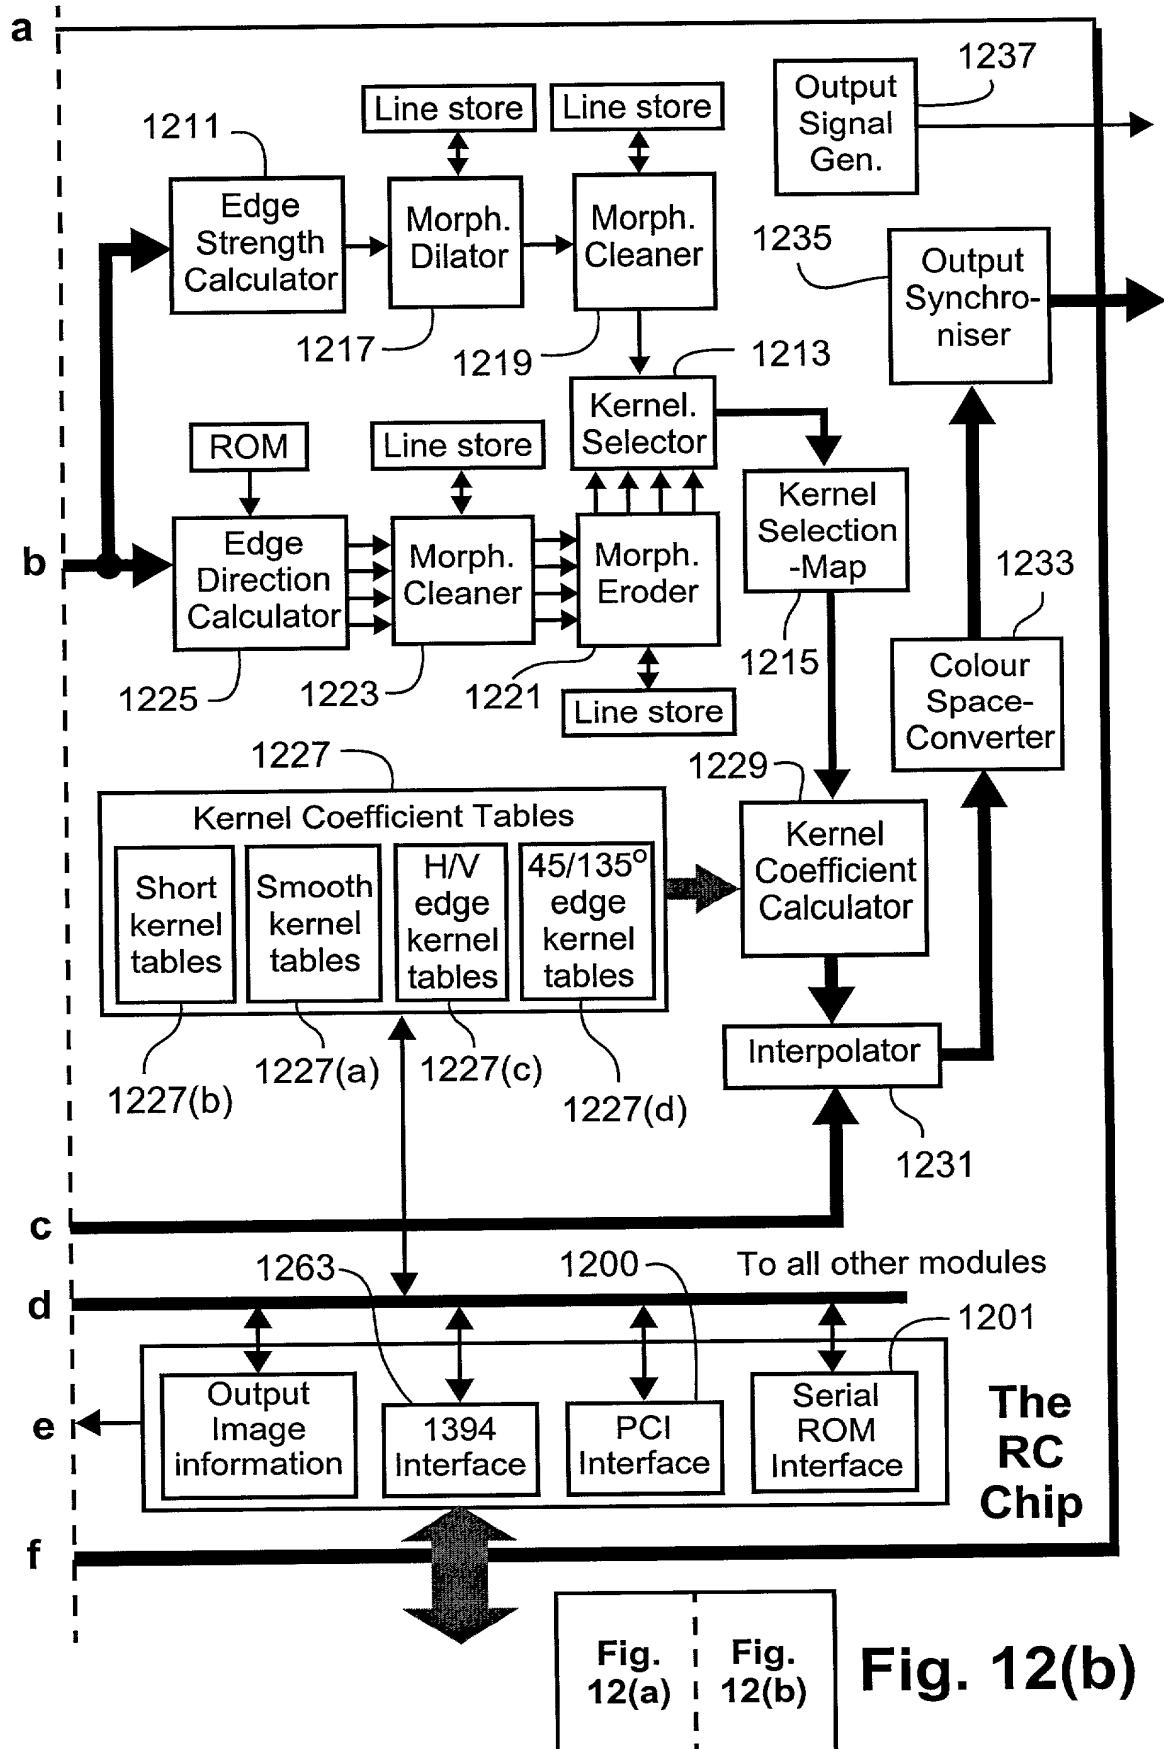 a
1237
Output
Signal
Gen.
Line store
Line store
1211
Edge
Strength
Calculator
Morph.
Dilator
Morph.
Cleaner
1235
Output
Synchro-
niser
1217
1219
1213
Kernel.
Selector
ROM
Line store
Kernel
Selection
-Map
b
Edge
Direction
Calculator
Morph.
Cleaner
Morph.
Eroder
1233
1215
1225
1223
1221
Line store
Colour
Space-
Converter
1227
1229
Kernel Coefficient Tables
Short
kernel
tables
Smooth
kernel
tables
H/V
edge
kernel
tables
45/135o
edge
kernel
tables
Kernel
Coefficient
Calculator
Interpolator
1227(b)
1227(a)
1227(c)
1227(d)
1231
c
1263
1200
To all other modules
d
1201
e
Output
Image
information
1394
Interface
PCI
Interface
Serial
ROM
Interface
The
RC
Chip
f
Fig.
12(a)
Fig.
12(b)
Fig. 12(b)